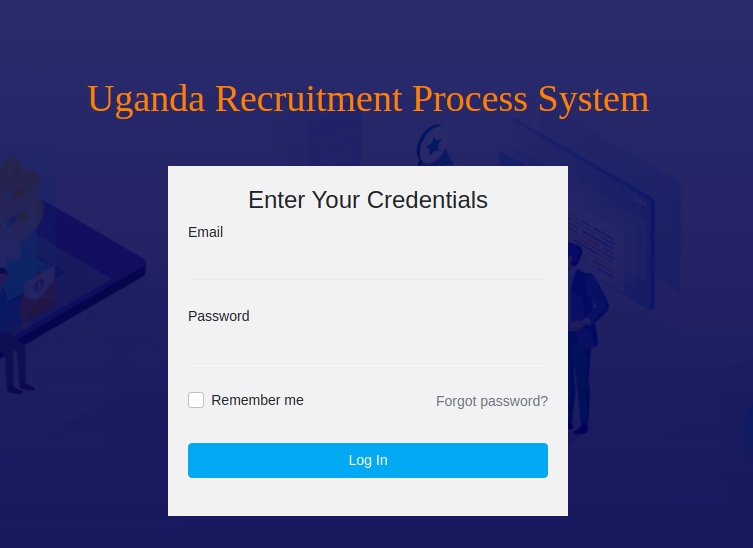 Uganda Recruitment Process System
Enter Your Credentials
Email
Password
Remember me
Forgot password?
Log In